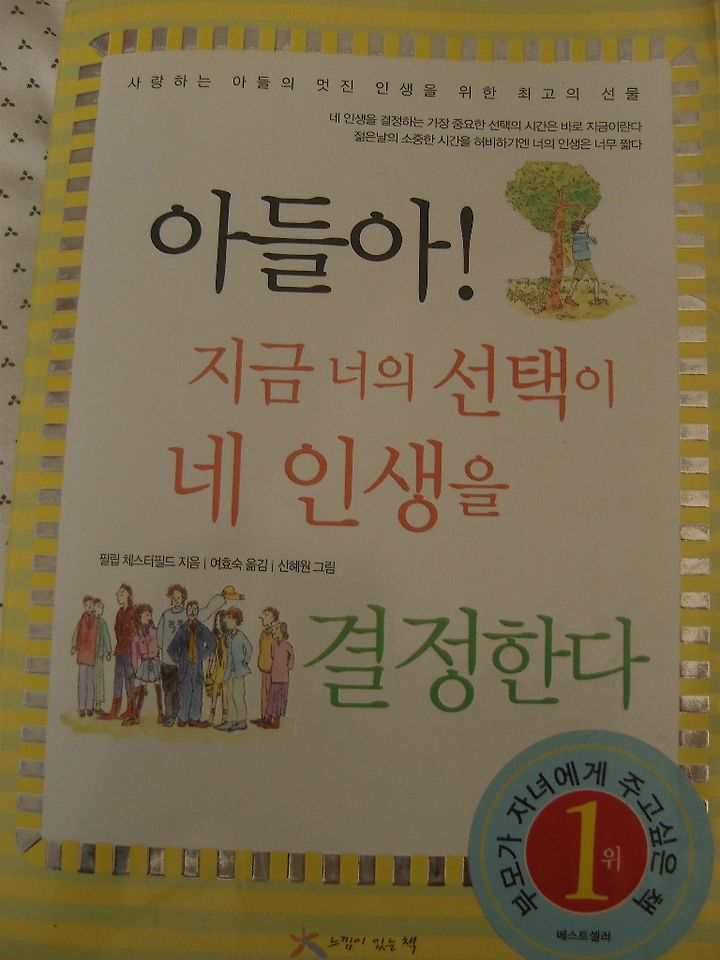 사랑하는 아들의 멋진 인생을 위한 최고의 선물
네 인생을 결정하는 가장 중요한 선택의 시간은 바로 지금이란다
젊은날의 소중한 시간을 허비하기엔 너의 인생은 너무 짧다
아들아!
지금 너의 선택이
네 인생을
필립 체스터필드 지음 | 여효숙 옮김 | 신혜원 그림
결정한다
부모가 자녀에게 주고싶은 책
1위
베스트셀러
느낌이 있는 책